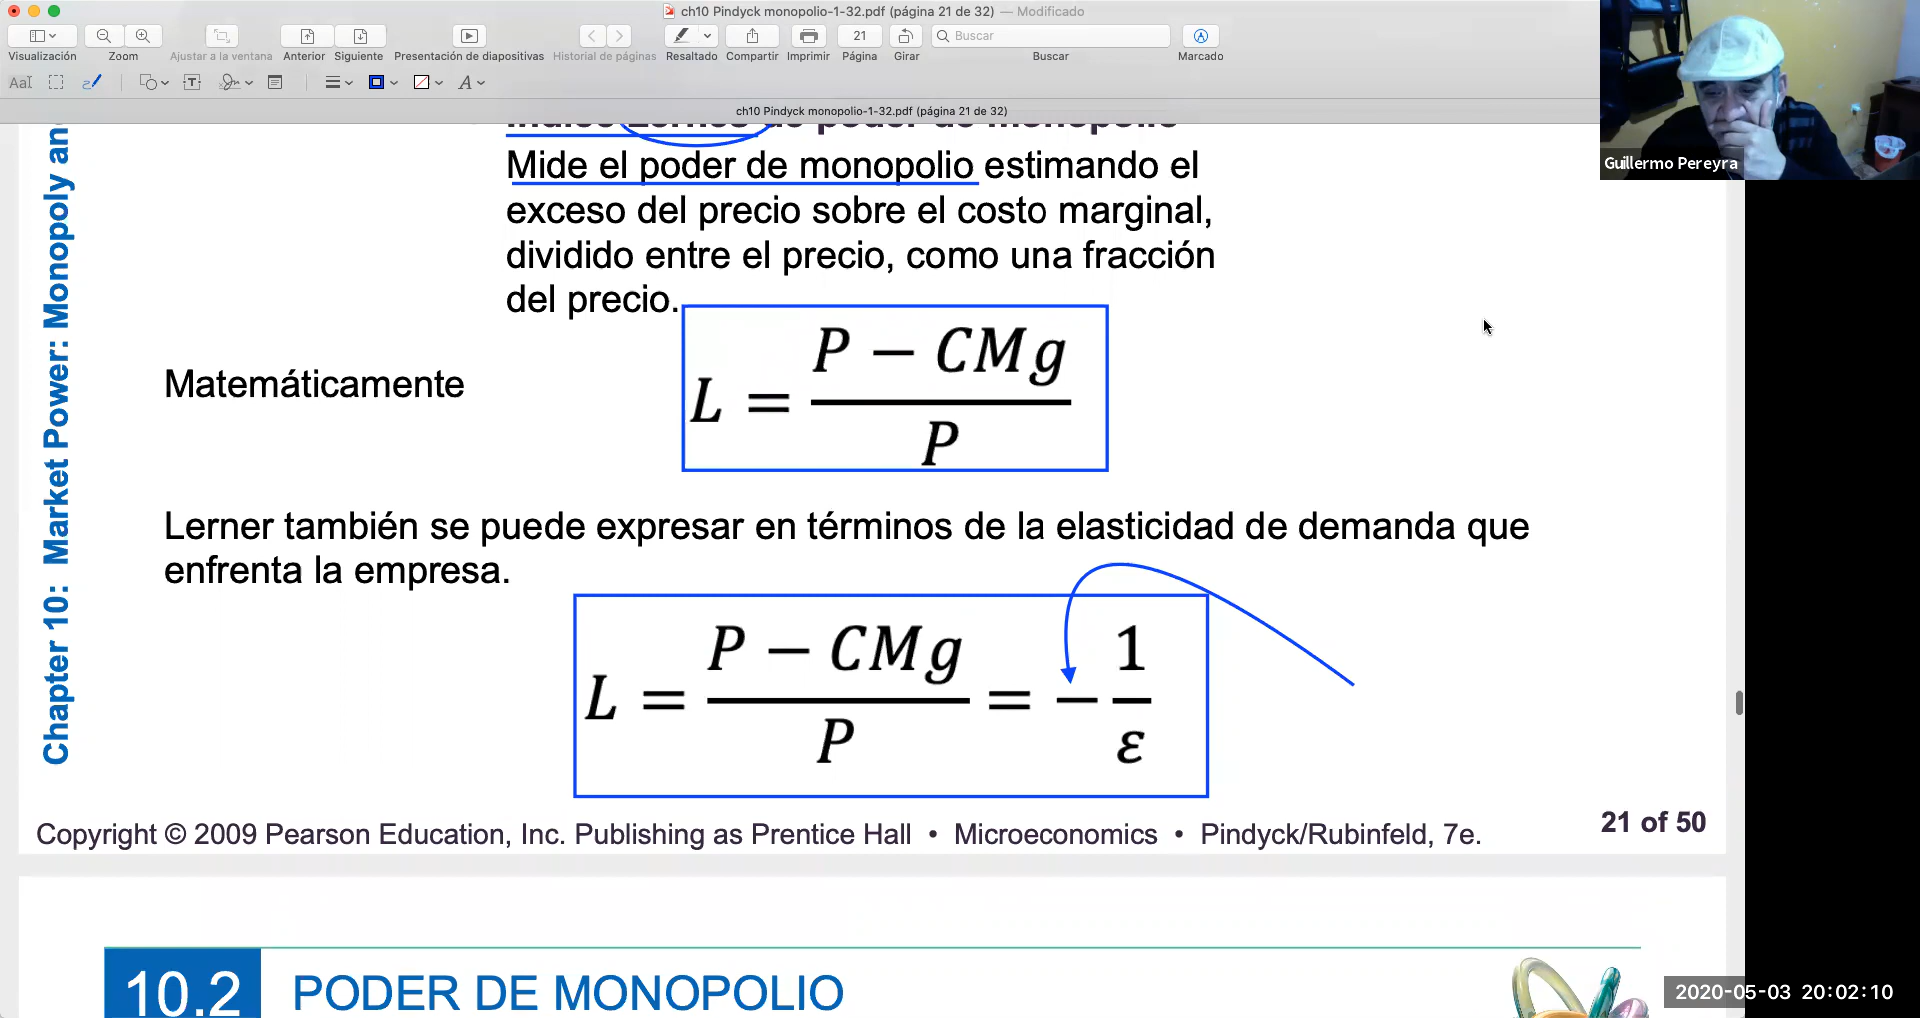 ch10 Pindyck monopolio-1-32.pdf (página 21 de 32) — Modificado
21
Buscar
Visualización
Zoom
Ajustar a la ventana
Anterior
Siguiente
Presentación de diapositivas
Historial de páginas
Resaltado
Compartir
Imprimir
Página
Girar
Buscar
Marcado
ch10 Pindyck monopolio-1-32.pdf (página 21 de 32)
Guillermo Pereyra
Chapter 10: Market Power: Monopoly an
de poder de monopolio
Mide el poder de monopolio estimando el
exceso del precio sobre el costo marginal,
dividido entre el precio, como una fracción
del precio.
Matemáticamente
L = (P − CMg) / P
Lerner también se puede expresar en términos de la elasticidad de demanda que
enfrenta la empresa.
L = (P − CMg) / P = − 1 / ε
Copyright © 2009 Pearson Education, Inc. Publishing as Prentice Hall • Microeconomics • Pindyck/Rubinfeld, 7e.
21 of 50
10.2 PODER DE MONOPOLIO
2020-05-03 20:02:10